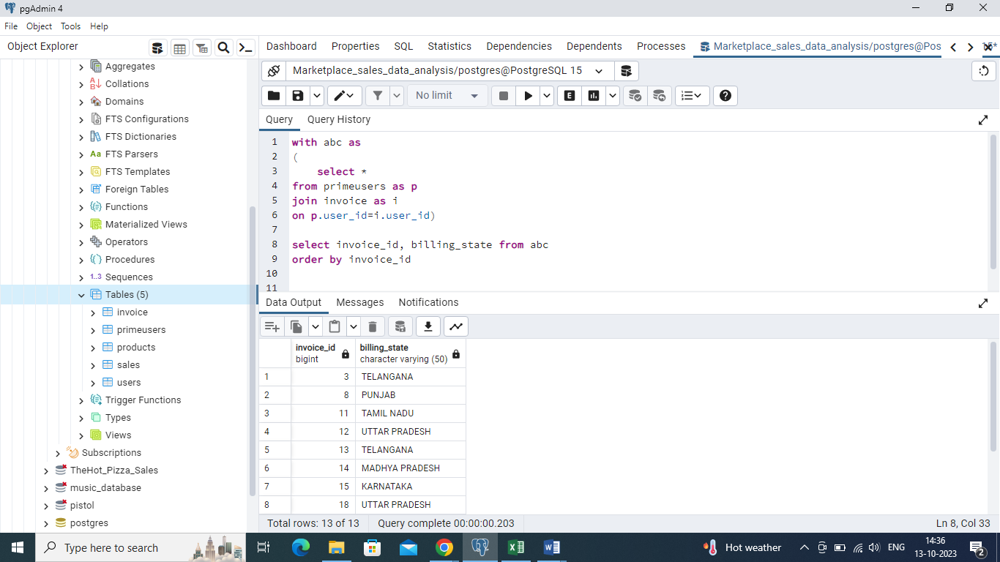 pgAdmin 4
File Object Tools Help
Object Explorer
Dashboard Properties SQL Statistics Dependencies Dependents Processes Marketplace_sales_data_analysis/postgres@Pos
Aggregates
Collations
Domains
FTS Configurations
FTS Dictionaries
Aa FTS Parsers
FTS Templates
Foreign Tables
Functions
Materialized Views
Operators
Procedures
1..3 Sequences
Tables (5)
invoice
primeusers
products
sales
users
Trigger Functions
Types
Views
Subscriptions
TheHot_Pizza_Sales
music_database
pistol
postgres
Marketplace_sales_data_analysis/postgres@PostgreSQL 15
No limit
E
Query Query History
1 with abc as
2 (
3 select *
4 from primeusers as p
5 join invoice as i
6 on p.user_id=i.user_id)
7
8 select invoice_id, billing_state from abc
9 order by invoice_id
10
11
Data Output Messages Notifications
invoice_id billing_state
bigint character varying (50)
1 3 TELANGANA
2 8 PUNJAB
3 11 TAMIL NADU
4 12 UTTAR PRADESH
5 13 TELANGANA
6 14 MADHYA PRADESH
7 15 KARNATAKA
8 18 UTTAR PRADESH
Total rows: 13 of 13 Query complete 00:00:00.203 Ln 8, Col 33
Type here to search
Hot weather ENG 14:36
13-10-2023 2